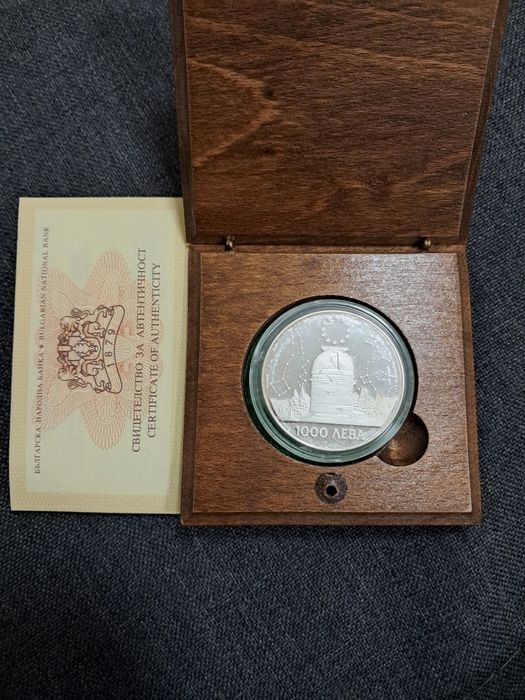 БЪЛГАРСКА НАРОДНА БАНКА ★ BULGARIAN NATIONAL BANK
1879
СВИДЕТЕЛСТВО ЗА АВТЕНТИЧНОСТ
CERTIFICATE OF AUTHENTICITY
1000 ЛЕВА